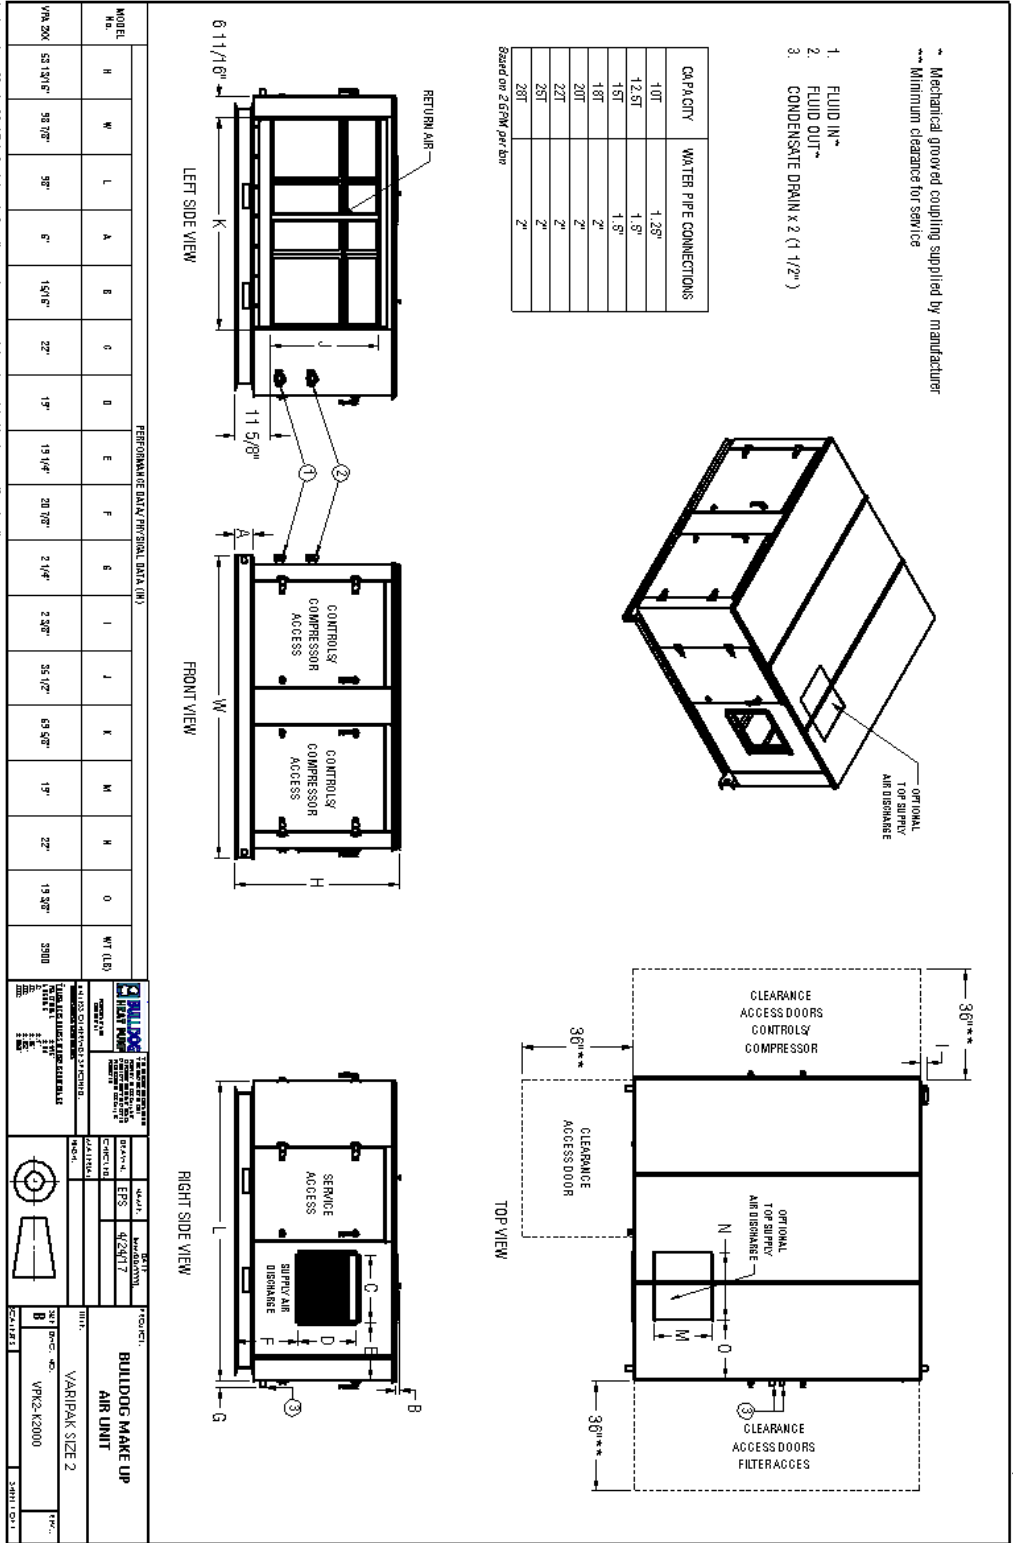 * Mechanical grooved coupling supplied by manufacturer
** Minimum clearance for service
1. FLUID IN*
2. FLUID OUT*
3. CONDENSATE DRAIN x 2 (1 1/2")
CAPACITY WATER PIPE CONNECTIONS
10T 1.25"
12.5T 1.5"
15T 1.5"
18T 2"
20T 2"
22T 2"
25T 2"
28T 2"
Based on 2 GPM per ton
OPTIONAL
TOP SUPPLY
AIR DISCHARGE
36"**
I
CLEARANCE
ACCESS DOORS
CONTROLS/
COMPRESSOR
36"**
CLEARANCE
ACCESS DOOR
OPTIONAL
TOP SUPPLY
AIR DISCHARGE
N
M
O
3
CLEARANCE
ACCESS DOORS
FILTER ACCES
36"**
TOP VIEW
RETURN AIR
6 11/16"
K
J
11 5/8"
LEFT SIDE VIEW
1
2
A
CONTROLS/
COMPRESSOR
ACCESS
CONTROLS/
COMPRESSOR
ACCESS
W
H
FRONT VIEW
SERVICE
ACCESS
SUPPLY AIR
DISCHARGE
C
D
E
F
B
G
L
3
RIGHT SIDE VIEW
PERFORMANCE DATA/PHYSICAL DATA (IN)
MODEL No. H W L A B C D E F G I J K M N O WT (LB)
98 7/8" 98" 6" 15/16" 22" 19" 19 1/4" 20 7/8" 2 1/4" 2 3/8" 35 1/2" 69 5/8" 19" 22" 19 3/8" 3900
BULLDOG
HEAT PUMP
EPS 4/24/17
BULLDOG MAKE UP
AIR UNIT
VARIPAK SIZE 2
B VPK2-K2000